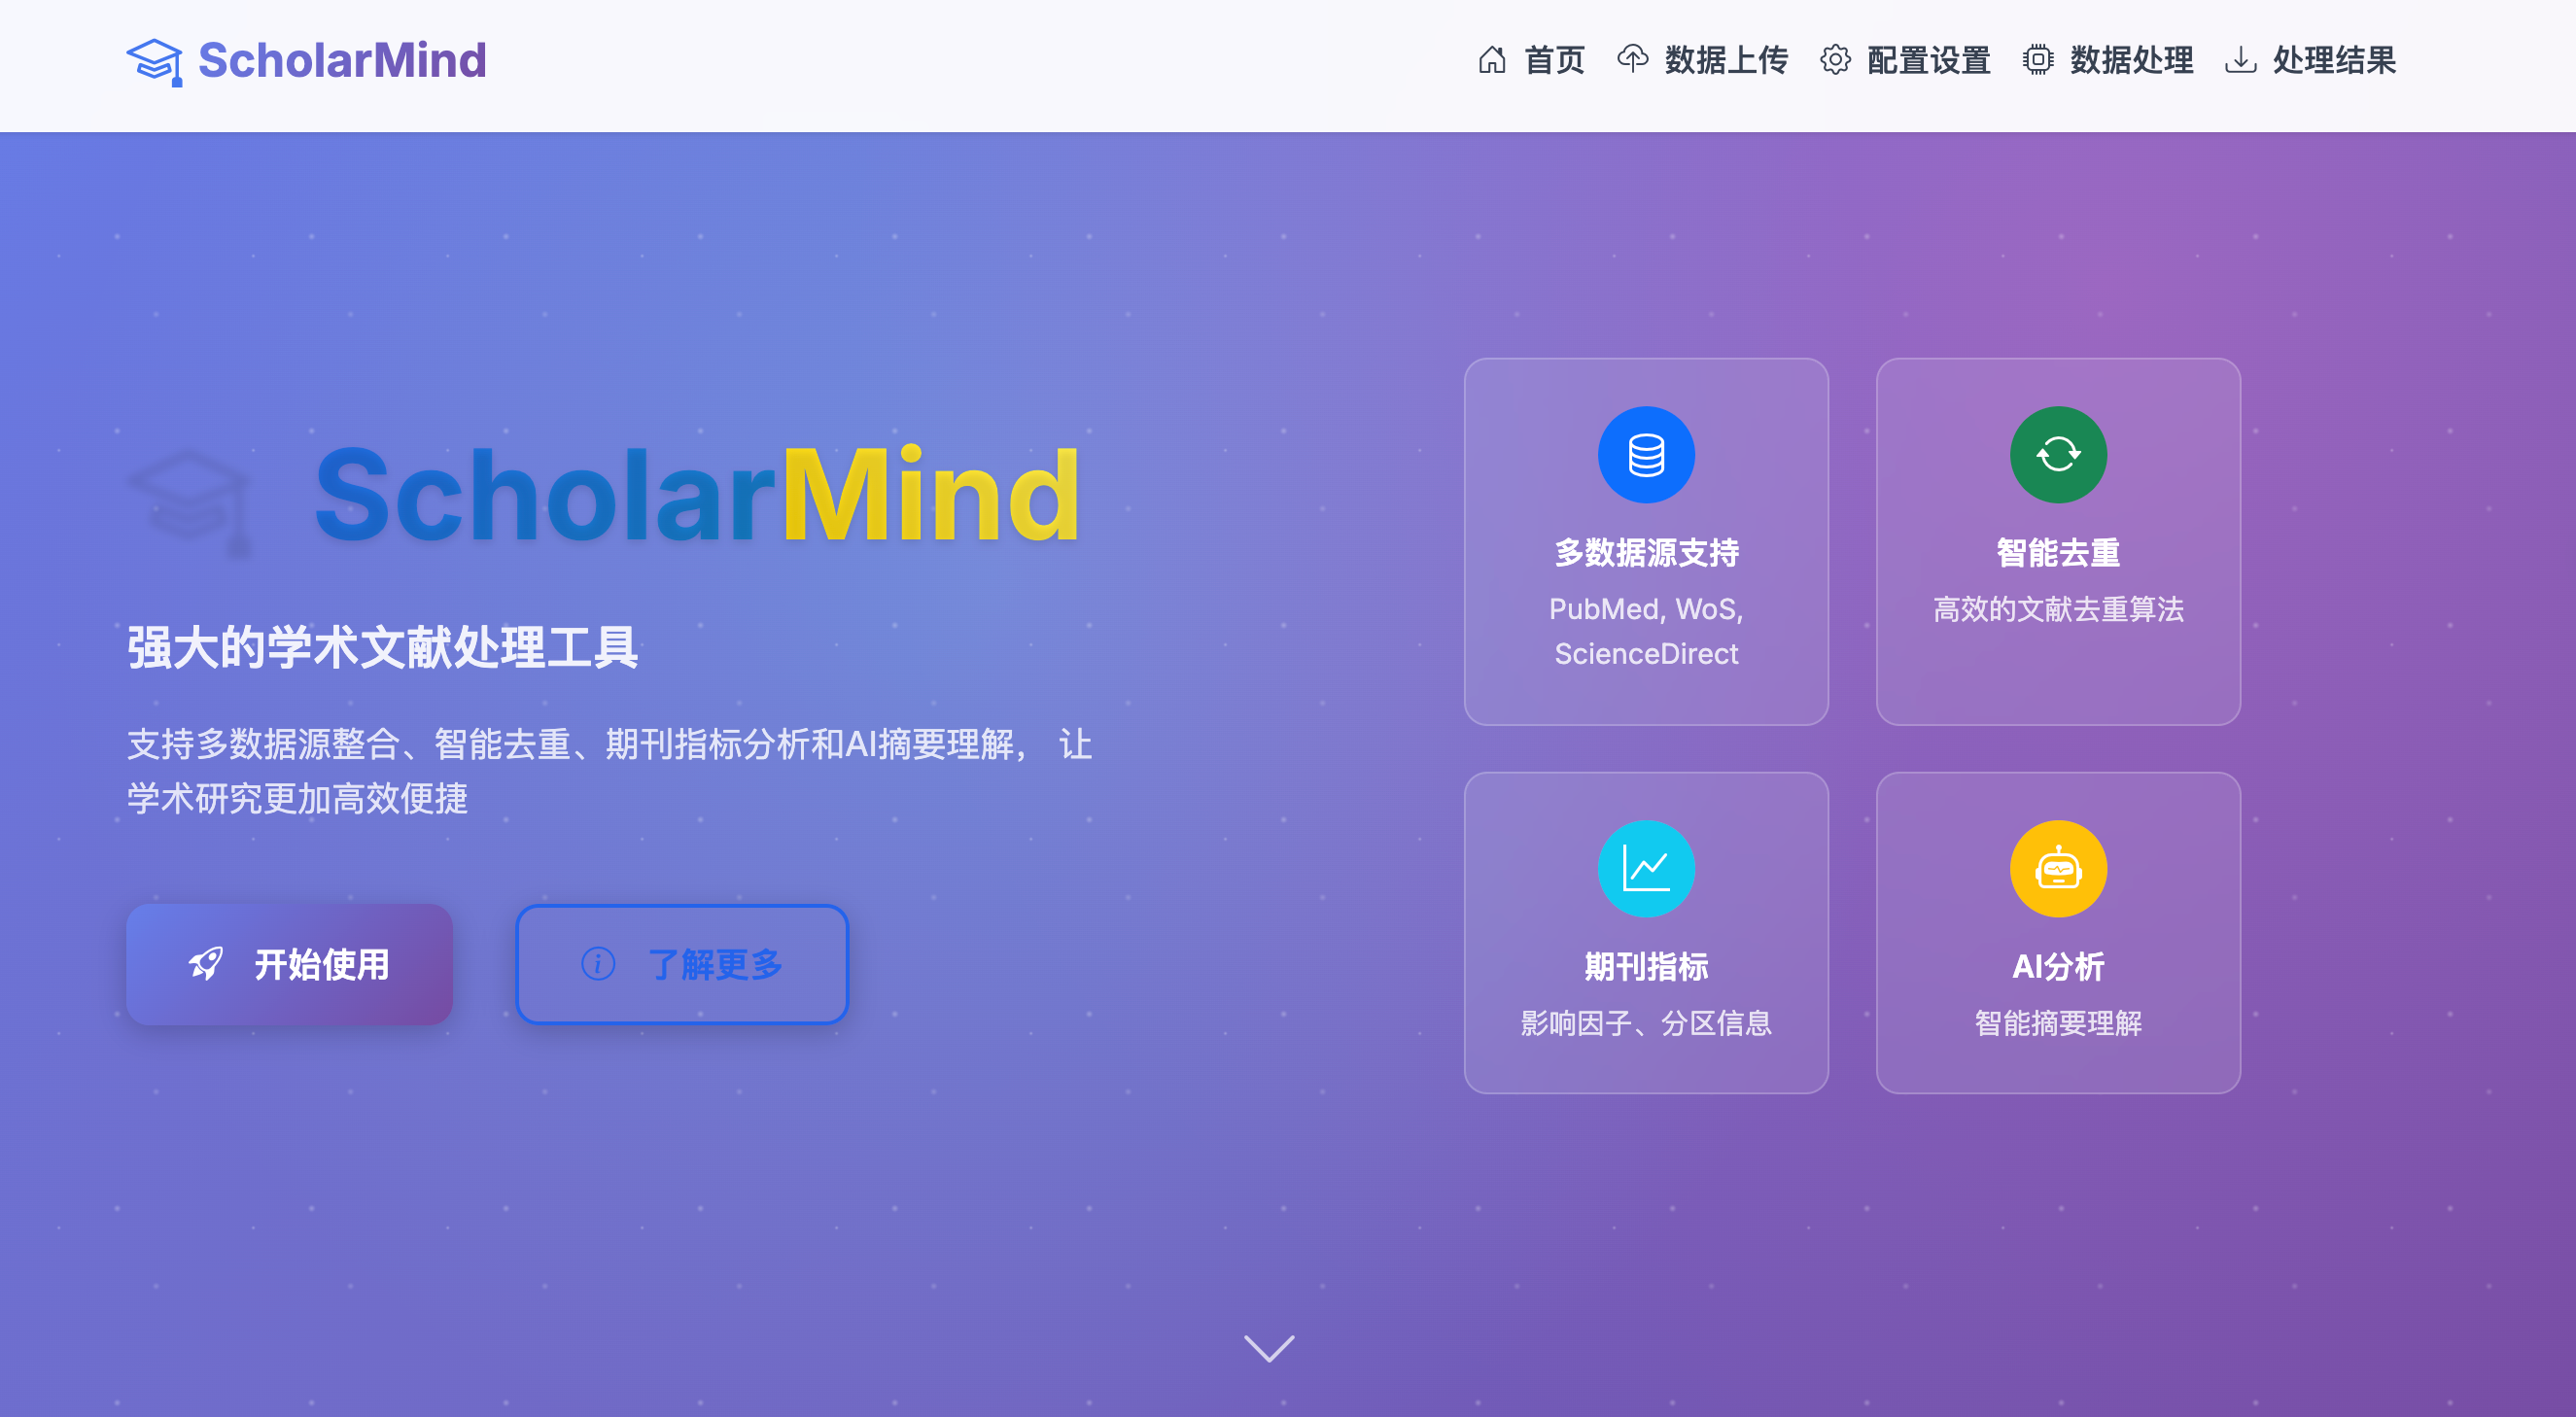 ScholarMind
首页
数据上传
配置设置
数据处理
处理结果
ScholarMind
强大的学术文献处理工具
支持多数据源整合、智能去重、期刊指标分析和AI摘要理解， 让
学术研究更加高效便捷
开始使用
了解更多
多数据源支持
PubMed, WoS,
ScienceDirect
智能去重
高效的文献去重算法
期刊指标
影响因子、分区信息
AI分析
智能摘要理解